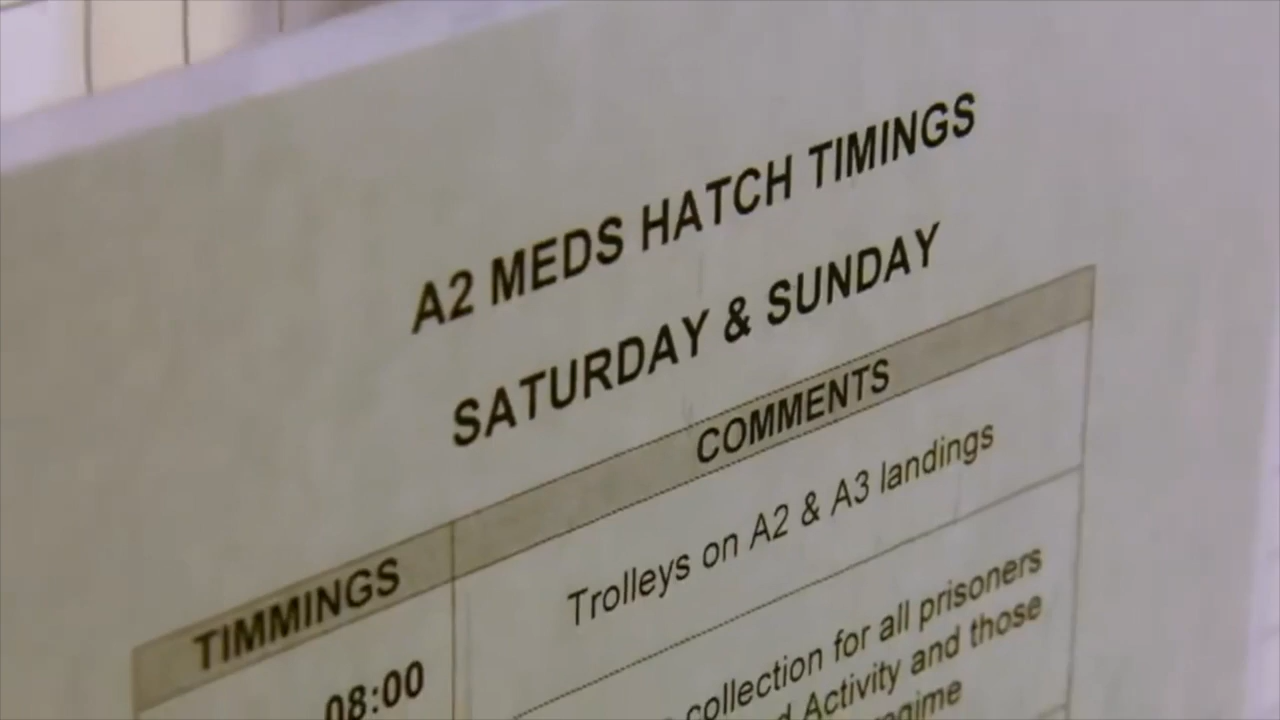 A2 MEDS HATCH TIMINGS
SATURDAY & SUNDAY
TIMMINGS COMMENTS
08:00 Trolleys on A2 & A3 landings
collection for all prisoners
Activity and those